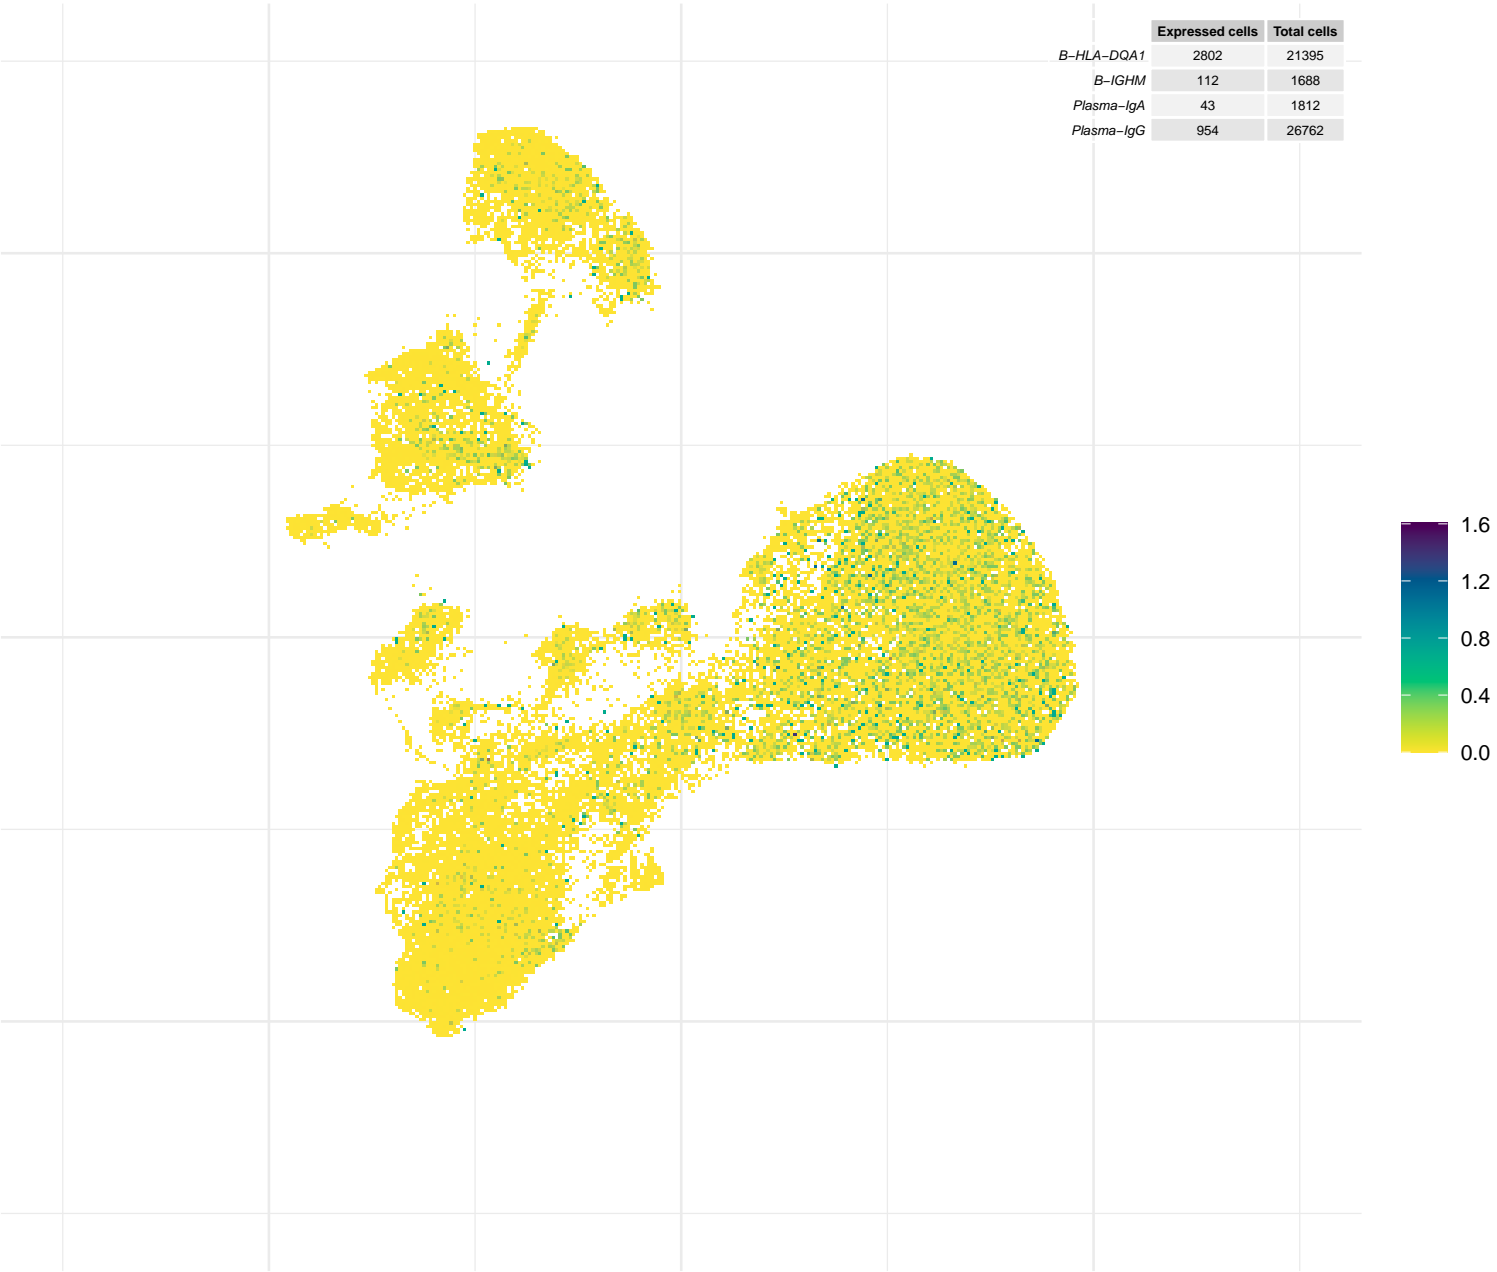 Expressed cells Total cells
B−HLA−DQA1 2802 21395
B−IGHM 112 1688
Plasma−IgA 43 1812
Plasma−IgG 954 26762
1.6
1.2
0.8
0.4
0.0